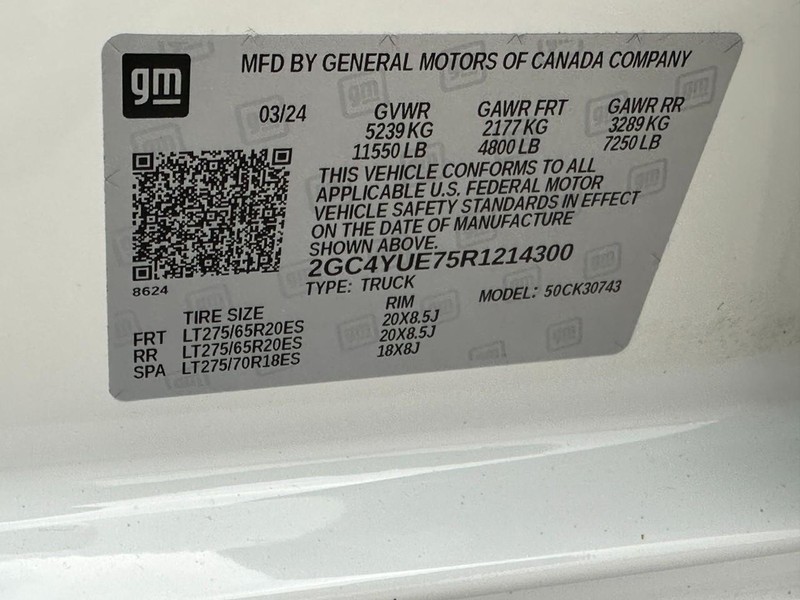 gm
MFD BY GENERAL MOTORS OF CANADA COMPANY
03/24 GVWR GAWR FRT GAWR RR
5239 KG 2177 KG 3289 KG
11550 LB 4800 LB 7250 LB
THIS VEHICLE CONFORMS TO ALL
APPLICABLE U.S. FEDERAL MOTOR
VEHICLE SAFETY STANDARDS IN EFFECT
ON THE DATE OF MANUFACTURE
SHOWN ABOVE.
2GC4YUE75R1214300
8624
TYPE: TRUCK MODEL: 50CK30743
TIRE SIZE RIM
FRT LT275/65R20ES 20X8.5J
RR LT275/65R20ES 20X8.5J
SPA LT275/70R18ES 18X8J